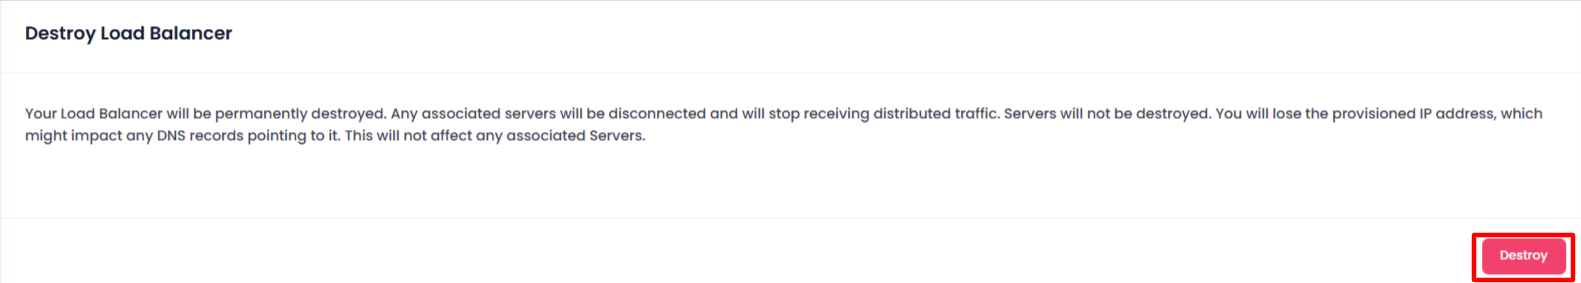 Destroy Load Balancer
Your Load Balancer will be permanently destroyed. Any associated servers will be disconnected and will stop receiving distributed traffic. Servers will not be destroyed. You will lose the provisioned IP address, which
might impact any DNS records pointing to it. This will not affect any associated Servers.
Destroy